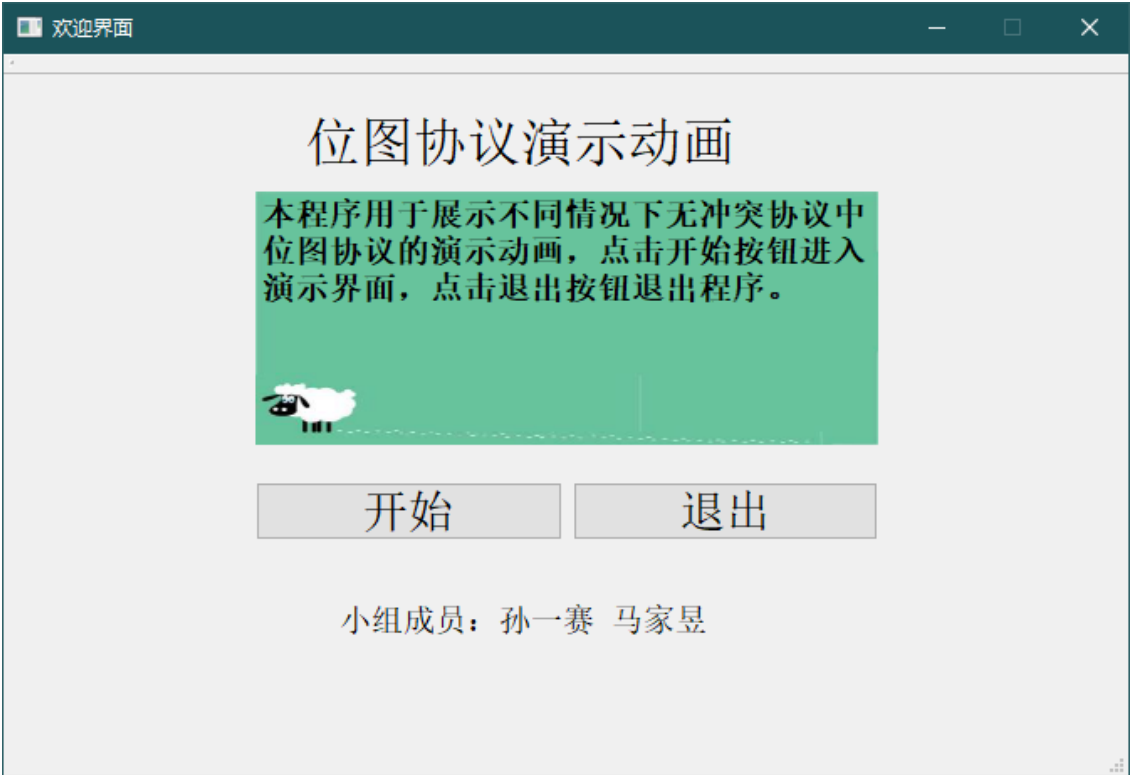 欢迎界面
位图协议演示动画
本程序用于展示不同情况下无冲突协议中
位图协议的演示动画，点击开始按钮进入
演示界面，点击退出按钮退出程序。
开始
退出
小组成员：孙一赛 马家昱